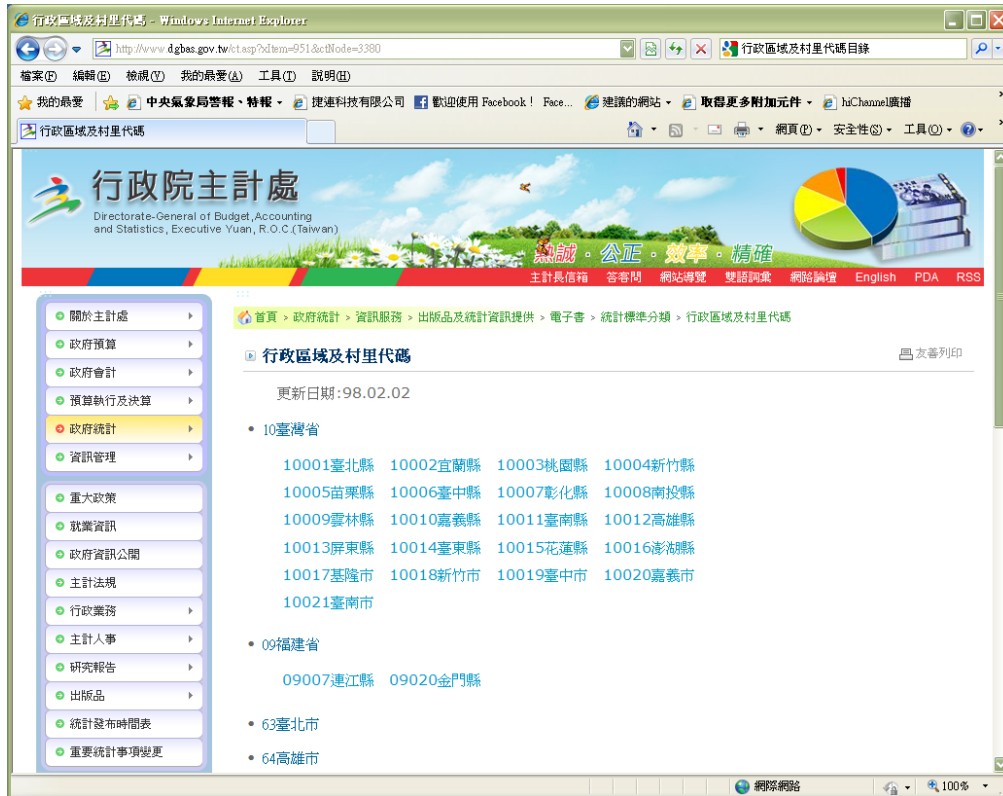 行政區域及村里代碼 - Windows Internet Explorer
http://www.dgbas.gov.tw/ct.asp?xItem=951&ctNode=3380
行政區域及村里代碼目錄
檔案(F) 編輯(E) 檢視(V) 我的最愛(A) 工具(T) 說明(H)
我的最愛 中央氣象局警報、特報 捷連科技有限公司 歡迎使用 Facebook! Face... 建議的網站 取得更多附加元件 hiChannel廣播
行政區域及村里代碼 網頁(P) 安全性(S) 工具(O)
行政院主計處
Directorate-General of Budget,Accounting
and Statistics, Executive Yuan, R.O.C.(Taiwan)
熱誠 · 公正 · 效率 · 精確
主計長信箱 答客問 網站導覽 雙語詞彙 網路論壇 English PDA RSS
關於主計處
政府預算
政府會計
預算執行及決算
政府統計
資訊管理
重大政策
就業資訊
政府資訊公開
主計法規
行政業務
主計人事
研究報告
出版品
統計發布時間表
重要統計事項變更
首頁 > 政府統計 > 資訊服務 > 出版品及統計資訊提供 > 電子書 > 統計標準分類 > 行政區域及村里代碼
行政區域及村里代碼
友善列印
更新日期:98.02.02
10臺灣省
10001臺北縣 10002宜蘭縣 10003桃園縣 10004新竹縣
10005苗栗縣 10006臺中縣 10007彰化縣 10008南投縣
10009雲林縣 10010嘉義縣 10011臺南縣 10012高雄縣
10013屏東縣 10014臺東縣 10015花蓮縣 10016澎湖縣
10017基隆市 10018新竹市 10019臺中市 10020嘉義市
10021臺南市
09福建省
09007連江縣 09020金門縣
63臺北市
64高雄市
網際網路 100%